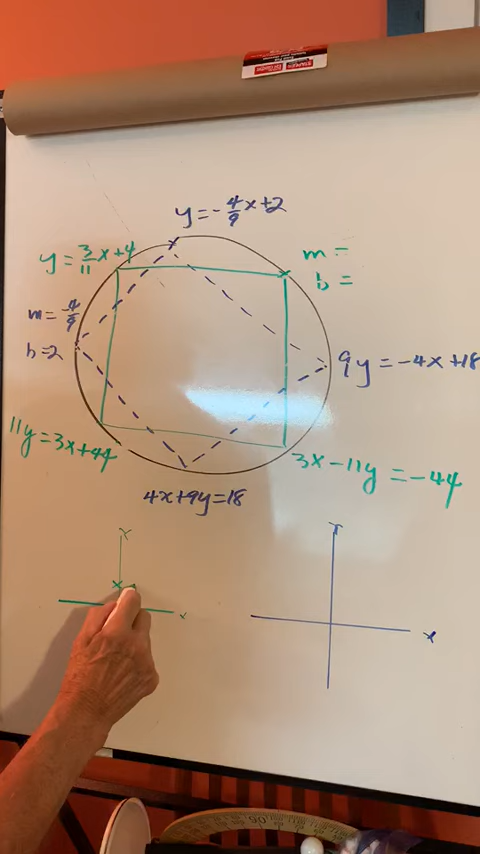 STAPLES
y = -4/9 x + 2
y = 3/11 x + 4
m =
b =
m = -4/9
b = 2
9y = -4x + 18
11y = 3x + 44
3x - 11y = -44
4x + 9y = 18
x
x